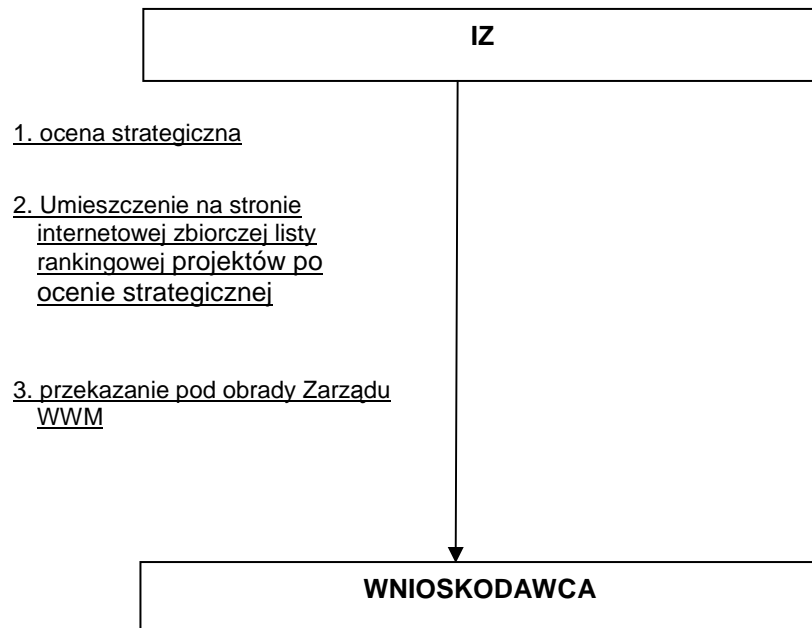 IZ
1. ocena strategiczna
2. Umieszczenie na stronie
internetowej zbiorczej listy
rankingowej projektów po
ocenie strategicznej
3. przekazanie pod obrady Zarządu
WWM
WNIOSKODAWCA